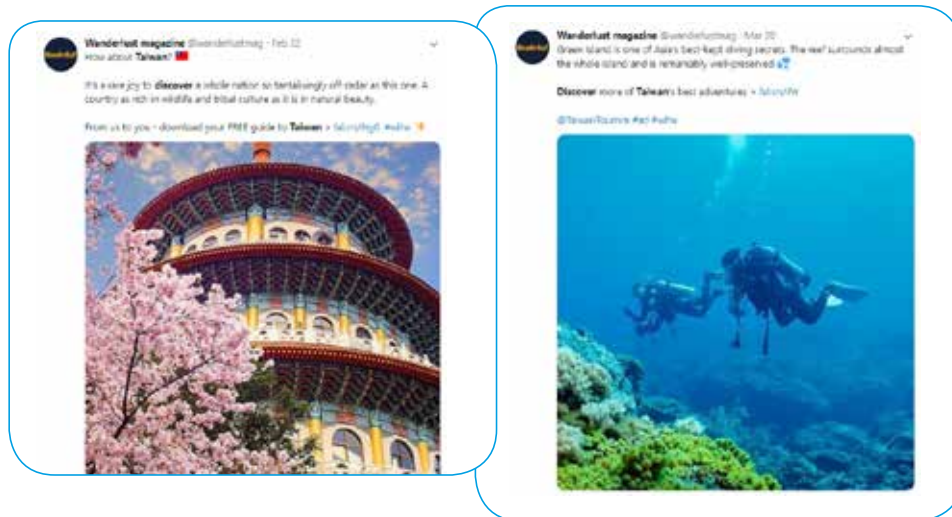 Wanderlust magazine @wanderlustmag · Feb 22
How about Taiwan? 🇹🇼
It's a rare joy to discover a whole nation so tantalisingly off-radar as this one. A
country as rich in wildlife and tribal culture as it is in natural beauty.
From us to you - download your FREE guide to Taiwan > #adha
Wanderlust magazine @wanderlustmag · Mar 20
Green Island is one of Asia's best-kept diving secrets. The reef surrounds almost
the whole island and is remarkably well-preserved 💦
Discover more of Taiwan's best adventures >
@TaiwanTourism #ad